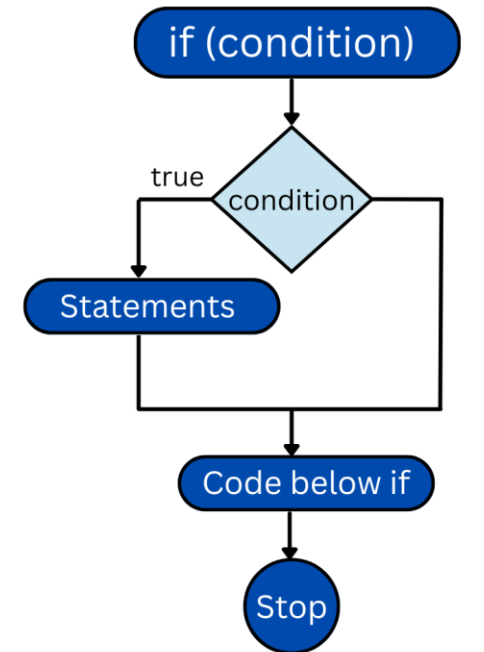 if (condition)
true
condition
Statements
Code below if
Stop